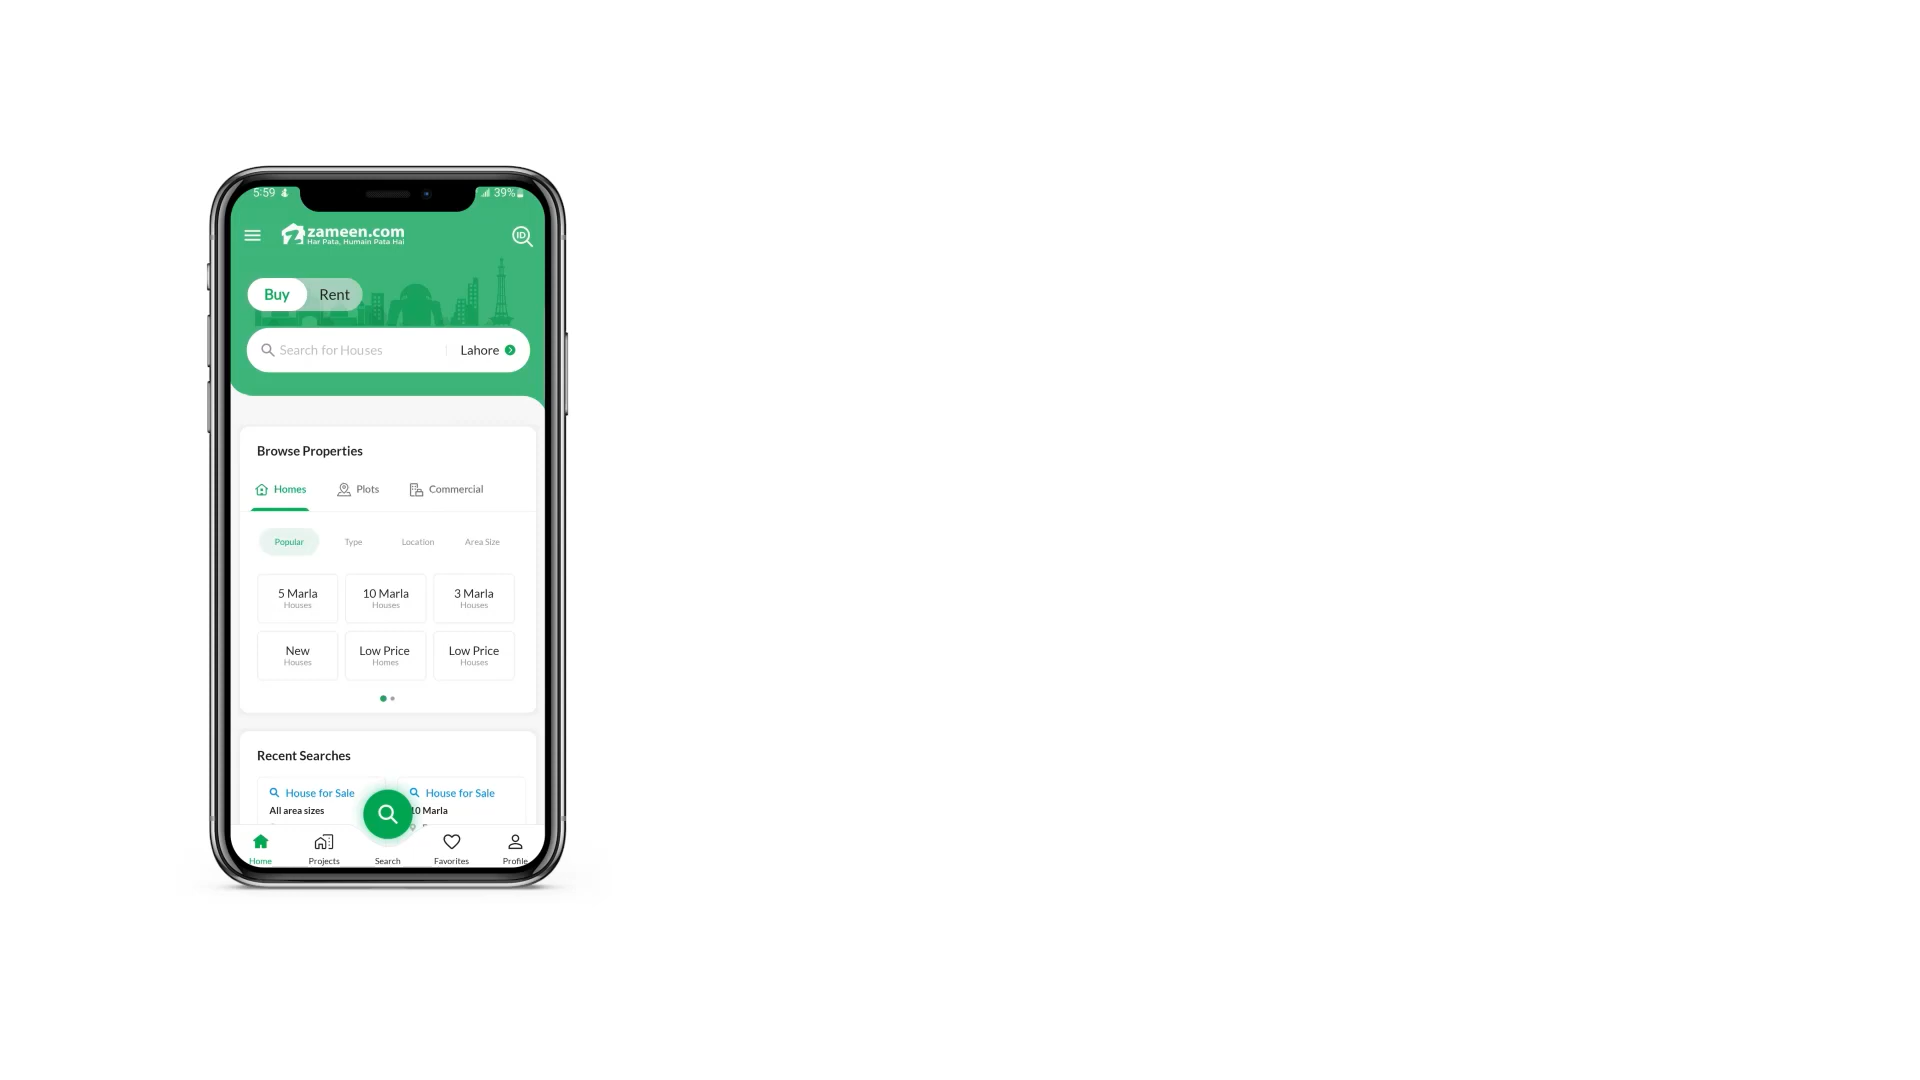 5:59
39%
zameen.com
Har Pata, Humain Pata Hai
ID
Buy Rent
Search for Houses Lahore
Browse Properties
Homes Plots Commercial
Popular Type Location Area Size
5 Marla 10 Marla 3 Marla
Houses Houses Houses
New Low Price Low Price
Houses Homes Houses
Recent Searches
House for Sale House for Sale
All area sizes 10 Marla
Home Projects Search Favorites Profile